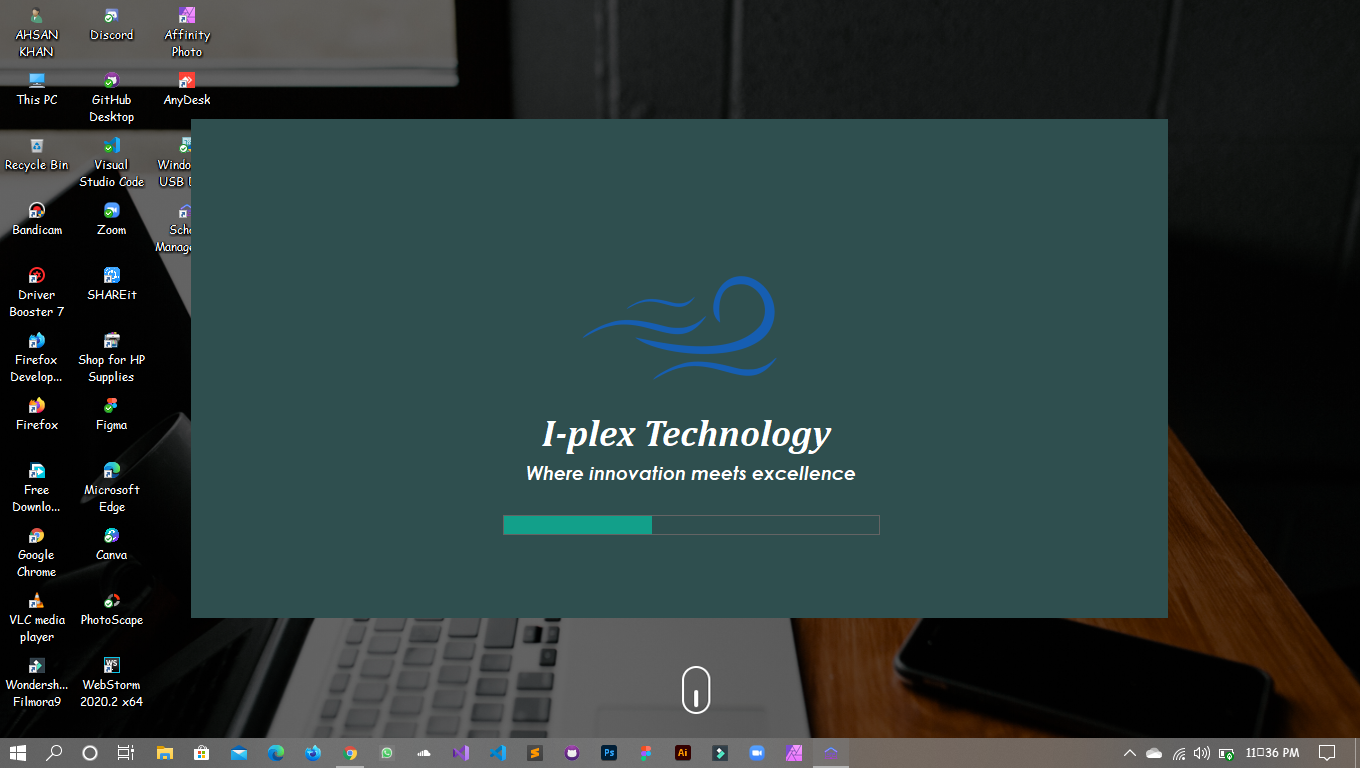 AHSAN
KHAN
Discord
Affinity
Photo
This PC
GitHub
Desktop
AnyDesk
Recycle Bin
Visual
Studio Code
USB
Bandicam
Zoom
Driver
Booster 7
SHAREit
Firefox
Develop...
Shop for HP
Supplies
Firefox
Figma
Free
Downlo...
Microsoft
Edge
Google
Chrome
Canva
VLC media
player
PhotoScape
Wondersh...
Filmora9
WS
WebStorm
2020.2 x64
I-plex Technology
Where innovation meets excellence
Ps
Ai
11□36 PM